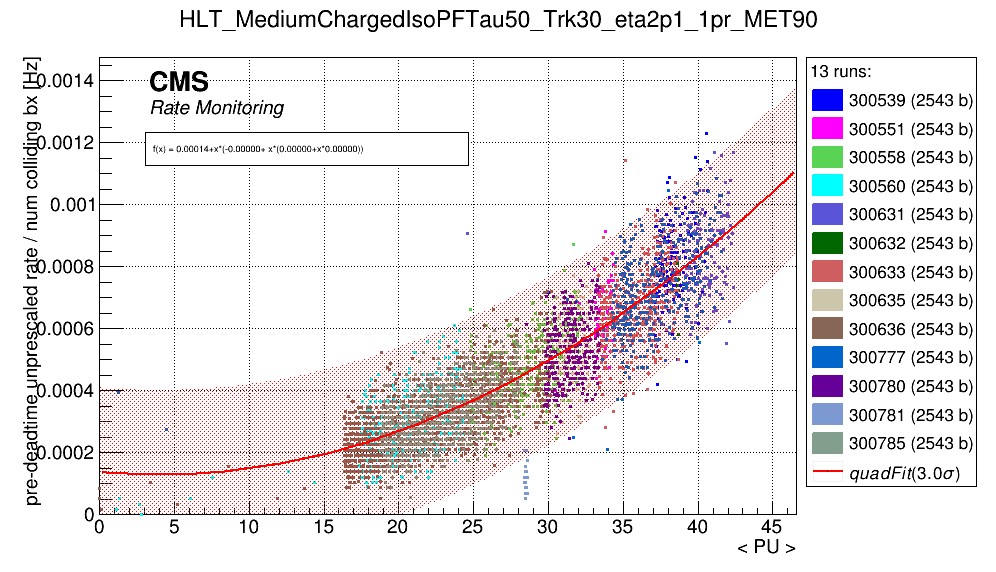 HLT_MediumChargedIsoPFTau50_Trk30_eta2p1_1pr_MET90
pre-deadtime unprescaled rate / num colliding bx [Hz]
0.0014
0.0012
0.001
0.0008
0.0006
0.0004
0.0002
0
CMS
Rate Monitoring
f(x) = 0.00014+x*(-0.00000+ x*(0.00000+x*0.00000))
0 5 10 15 20 25 30 35 40 45
< PU >
13 runs:
300539 (2543 b)
300551 (2543 b)
300558 (2543 b)
300560 (2543 b)
300631 (2543 b)
300632 (2543 b)
300633 (2543 b)
300635 (2543 b)
300636 (2543 b)
300777 (2543 b)
300780 (2543 b)
300781 (2543 b)
300785 (2543 b)
quadFit(3.0σ)